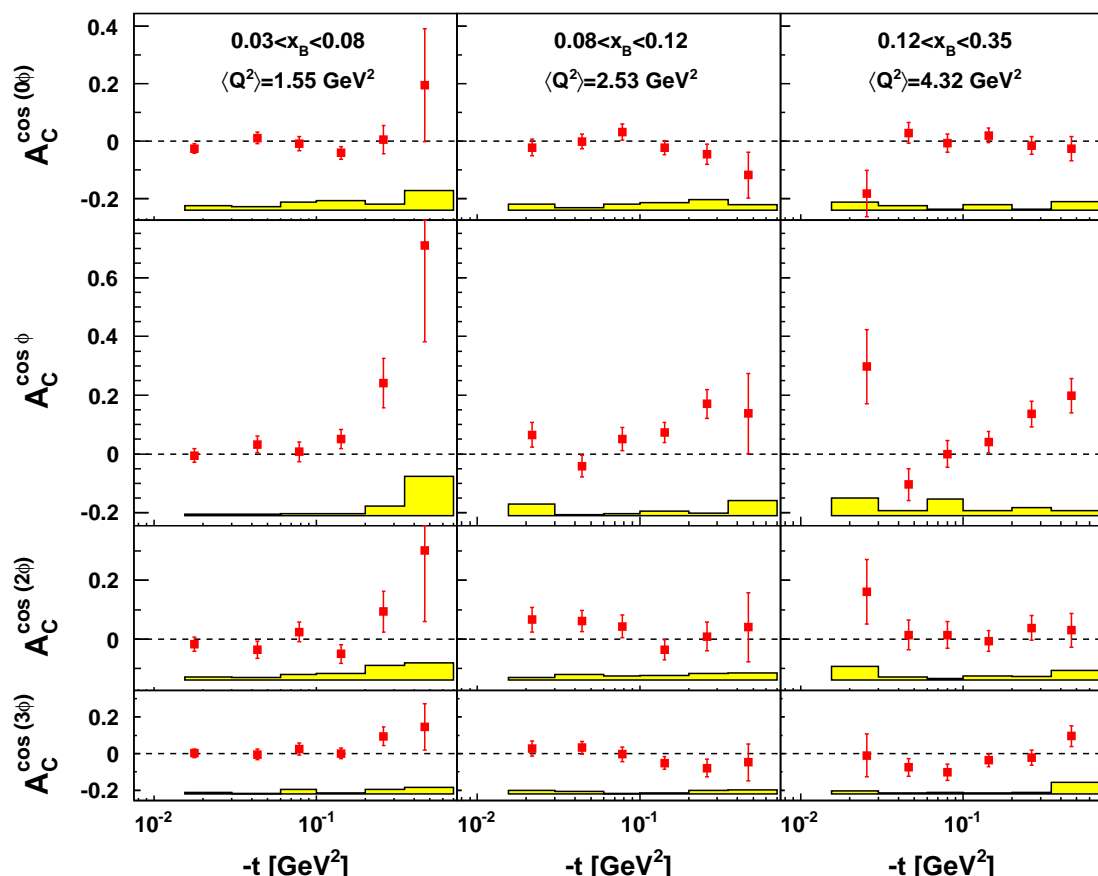 0.03<x_B<0.08
⟨Q²⟩=1.55 GeV²
0.08<x_B<0.12
⟨Q²⟩=2.53 GeV²
0.12<x_B<0.35
⟨Q²⟩=4.32 GeV²
A_C^cos (0ϕ)
0.4
0.2
0
-0.2
A_C^cos ϕ
0.6
0.4
0.2
0
-0.2
A_C^cos (2ϕ)
0.2
0
A_C^cos (3ϕ)
0.2
0
-0.2
10⁻² 10⁻¹ 10⁻² 10⁻¹ 10⁻² 10⁻¹
-t [GeV²] -t [GeV²] -t [GeV²]